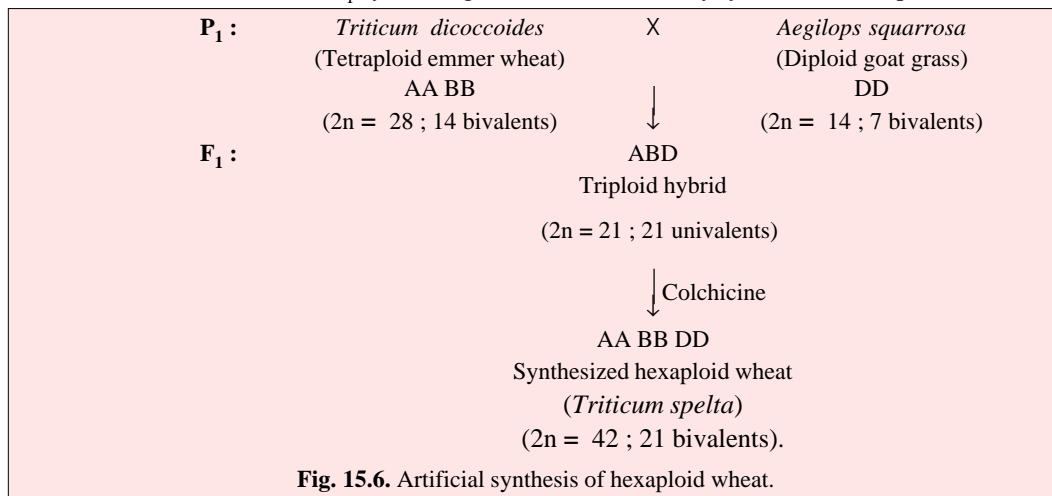 P1 : Triticum dicoccoides X Aegilops squarrosa
(Tetraploid emmer wheat) (Diploid goat grass)
AA BB DD
(2n = 28 ; 14 bivalents) (2n = 14 ; 7 bivalents)
F1 : ABD
Triploid hybrid
(2n = 21 ; 21 univalents)
Colchicine
AA BB DD
Synthesized hexaploid wheat
(Triticum spelta)
(2n = 42 ; 21 bivalents).
Fig. 15.6. Artificial synthesis of hexaploid wheat.